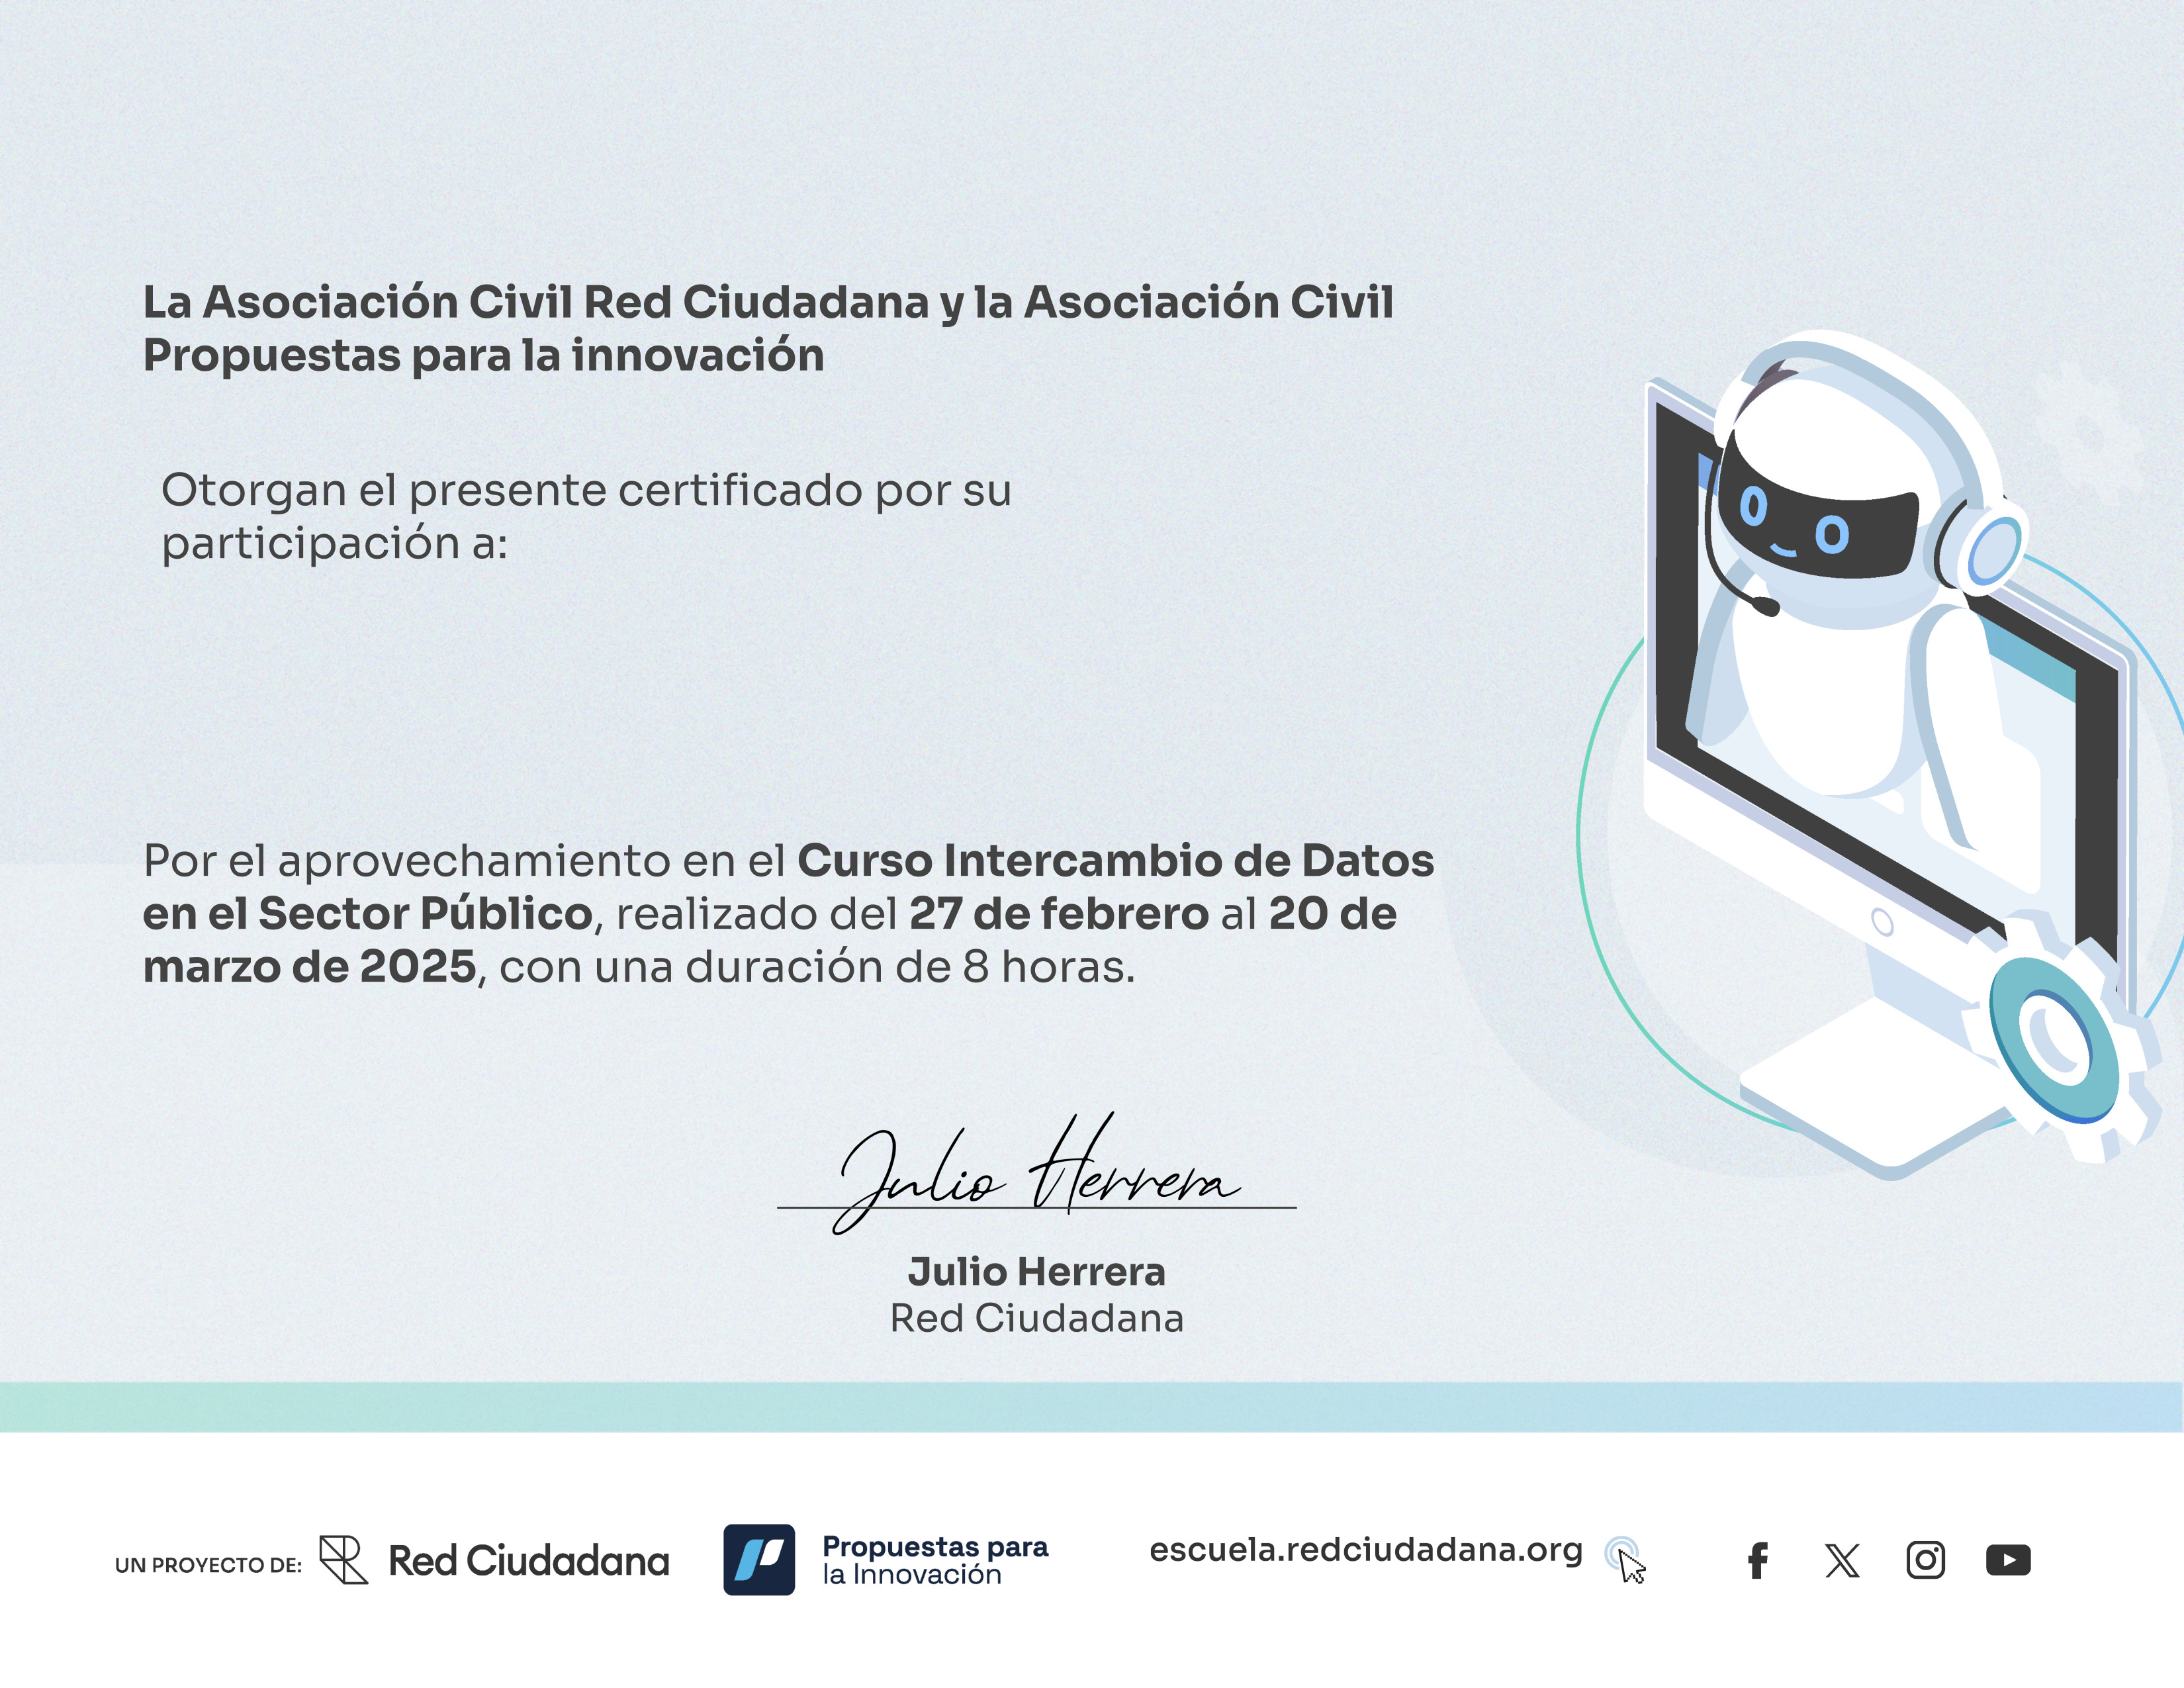 La Asociación Civil Red Ciudadana y la Asociación Civil
Propuestas para la innovación
Otorgan el presente certificado por su
participación a:
Por el aprovechamiento en el Curso Intercambio de Datos
en el Sector Público, realizado del 27 de febrero al 20 de
marzo de 2025, con una duración de 8 horas.
Julio Herrera
Julio Herrera
Red Ciudadana
UN PROYECTO DE:
Red Ciudadana
Propuestas para
la Innovación
escuela.redciudadana.org